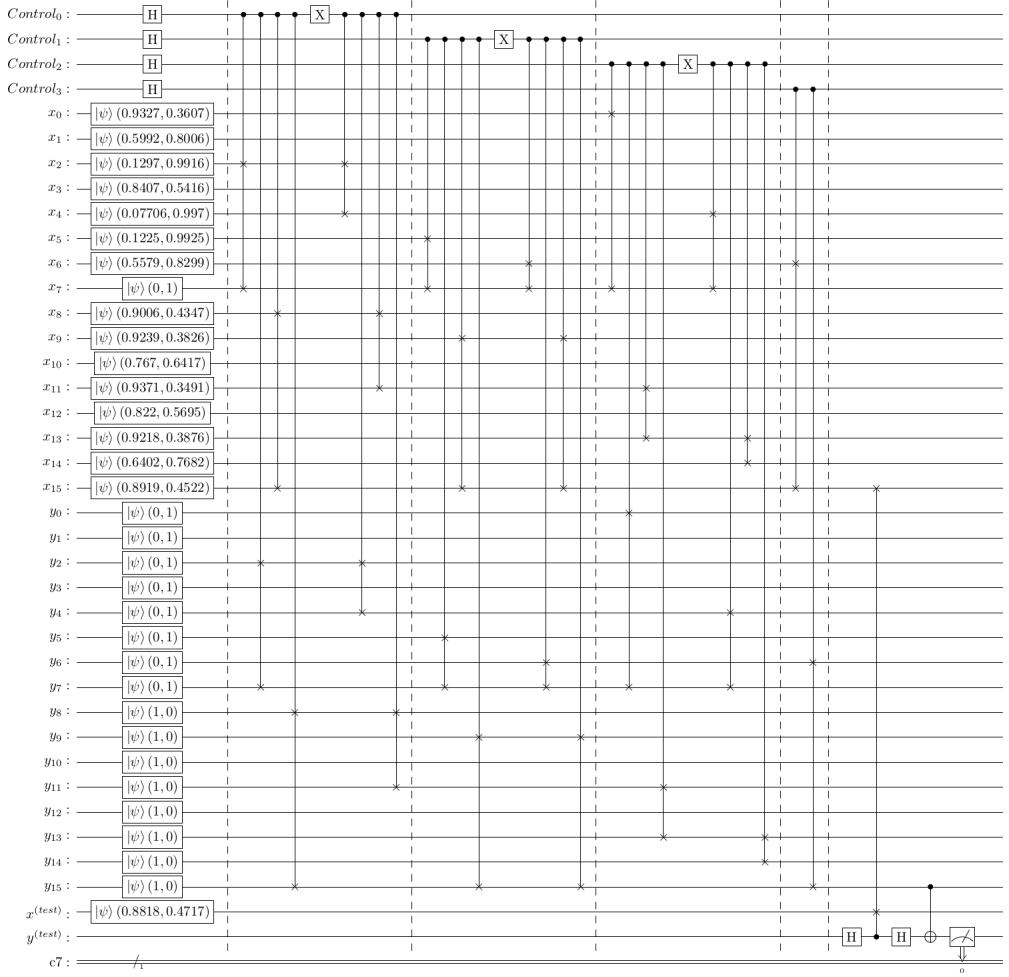 Control₀ : H X
Control₁ : H X
Control₂ : H X
Control₃ : H
x₀ : |ψ⟩ (0.9327, 0.3607)
x₁ : |ψ⟩ (0.5992, 0.8006)
x₂ : |ψ⟩ (0.1297, 0.9916)
x₃ : |ψ⟩ (0.8407, 0.5416)
x₄ : |ψ⟩ (0.07706, 0.997)
x₅ : |ψ⟩ (0.1225, 0.9925)
x₆ : |ψ⟩ (0.5579, 0.8299)
x₇ : |ψ⟩ (0, 1)
x₈ : |ψ⟩ (0.9006, 0.4347)
x₉ : |ψ⟩ (0.9239, 0.3826)
x₁₀ : |ψ⟩ (0.767, 0.6417)
x₁₁ : |ψ⟩ (0.9371, 0.3491)
x₁₂ : |ψ⟩ (0.822, 0.5695)
x₁₃ : |ψ⟩ (0.9218, 0.3876)
x₁₄ : |ψ⟩ (0.6402, 0.7682)
x₁₅ : |ψ⟩ (0.8919, 0.4522)
y₀ : |ψ⟩ (0, 1)
y₁ : |ψ⟩ (0, 1)
y₂ : |ψ⟩ (0, 1)
y₃ : |ψ⟩ (0, 1)
y₄ : |ψ⟩ (0, 1)
y₅ : |ψ⟩ (0, 1)
y₆ : |ψ⟩ (0, 1)
y₇ : |ψ⟩ (0, 1)
y₈ : |ψ⟩ (1, 0)
y₉ : |ψ⟩ (1, 0)
y₁₀ : |ψ⟩ (1, 0)
y₁₁ : |ψ⟩ (1, 0)
y₁₂ : |ψ⟩ (1, 0)
y₁₃ : |ψ⟩ (1, 0)
y₁₄ : |ψ⟩ (1, 0)
y₁₅ : |ψ⟩ (1, 0)
x⁽ᵗᵉˢᵗ⁾ : |ψ⟩ (0.8818, 0.4717)
y⁽ᵗᵉˢᵗ⁾ : H H
c7 : / 1 0